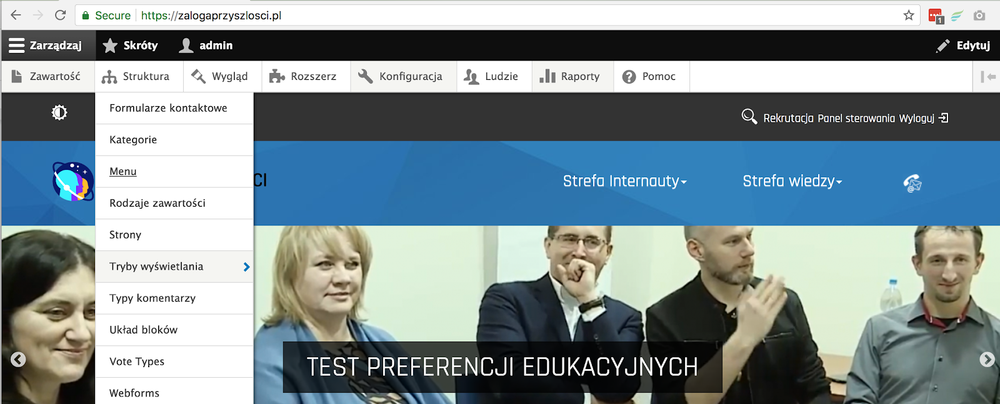 Secure https://zalogaprzyszlosci.pl
1
Zarządzaj Skróty admin Edytuj
Zawartość Struktura Wygląd Rozszerz Konfiguracja Ludzie Raporty Pomoc
Formularze kontaktowe
Rekrutacja Panel sterowania Wyloguj
Kategorie
Menu
CI Strefa Internauty Strefa wiedzy
Rodzaje zawartości
Strony
Tryby wyświetlania
Typy komentarzy
Układ bloków
Vote Types
TEST PREFERENCJI EDUKACYJNYCH
Webforms